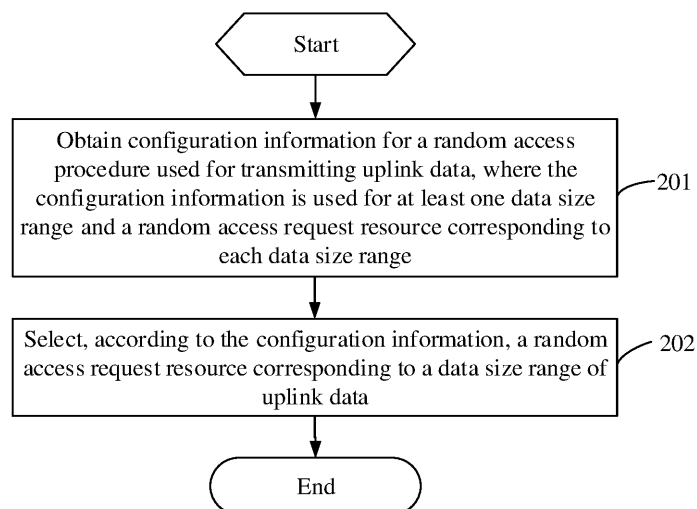 Start
Obtain configuration information for a random access
procedure used for transmitting uplink data, where the
configuration information is used for at least one data size
range and a random access request resource corresponding to
each data size range
201
Select, according to the configuration information, a random
access request resource corresponding to a data size range of
uplink data
202
End